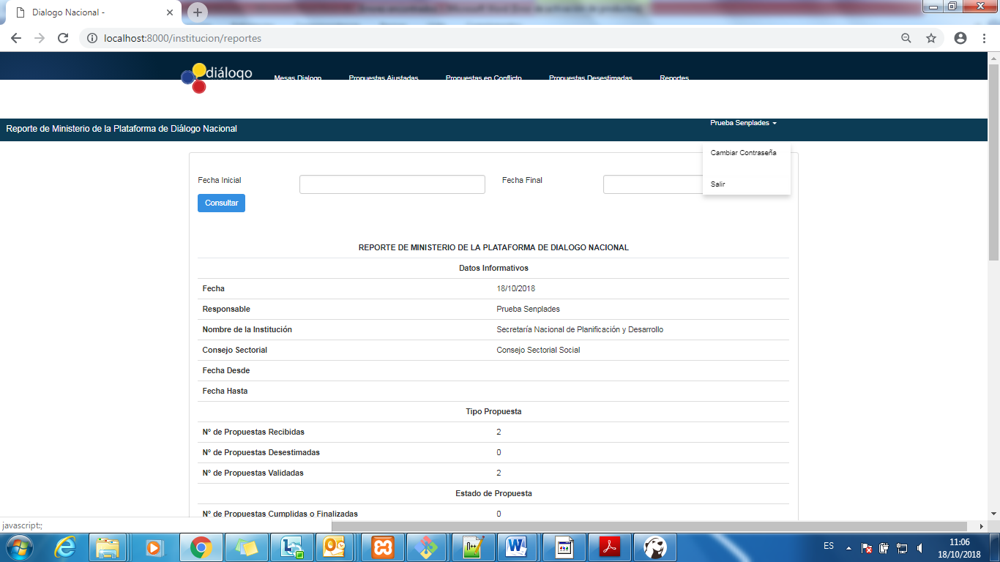 Dialogo Nacional -
localhost:8000/institucion/reportes
diálogo
Mesas Dialogo Propuestas Ajustadas Propuestas en Conflicto Propuestas Desestimadas Reportes
Reporte de Ministerio de la Plataforma de Diálogo Nacional
Prueba Senplades
Cambiar Contraseña
Salir
Fecha Inicial Fecha Final
Consultar
REPORTE DE MINISTERIO DE LA PLATAFORMA DE DIALOGO NACIONAL
Datos Informativos
Fecha 18/10/2018
Responsable Prueba Senplades
Nombre de la Institución Secretaría Nacional de Planificación y Desarrollo
Consejo Sectorial Consejo Sectorial Social
Fecha Desde
Fecha Hasta
Tipo Propuesta
Nº de Propuestas Recibidas 2
Nº de Propuestas Desestimadas 0
Nº de Propuestas Validadas 2
Estado de Propuesta
Nº de Propuestas Cumplidas o Finalizadas 0
javascript:;
ES
11:06
18/10/2018